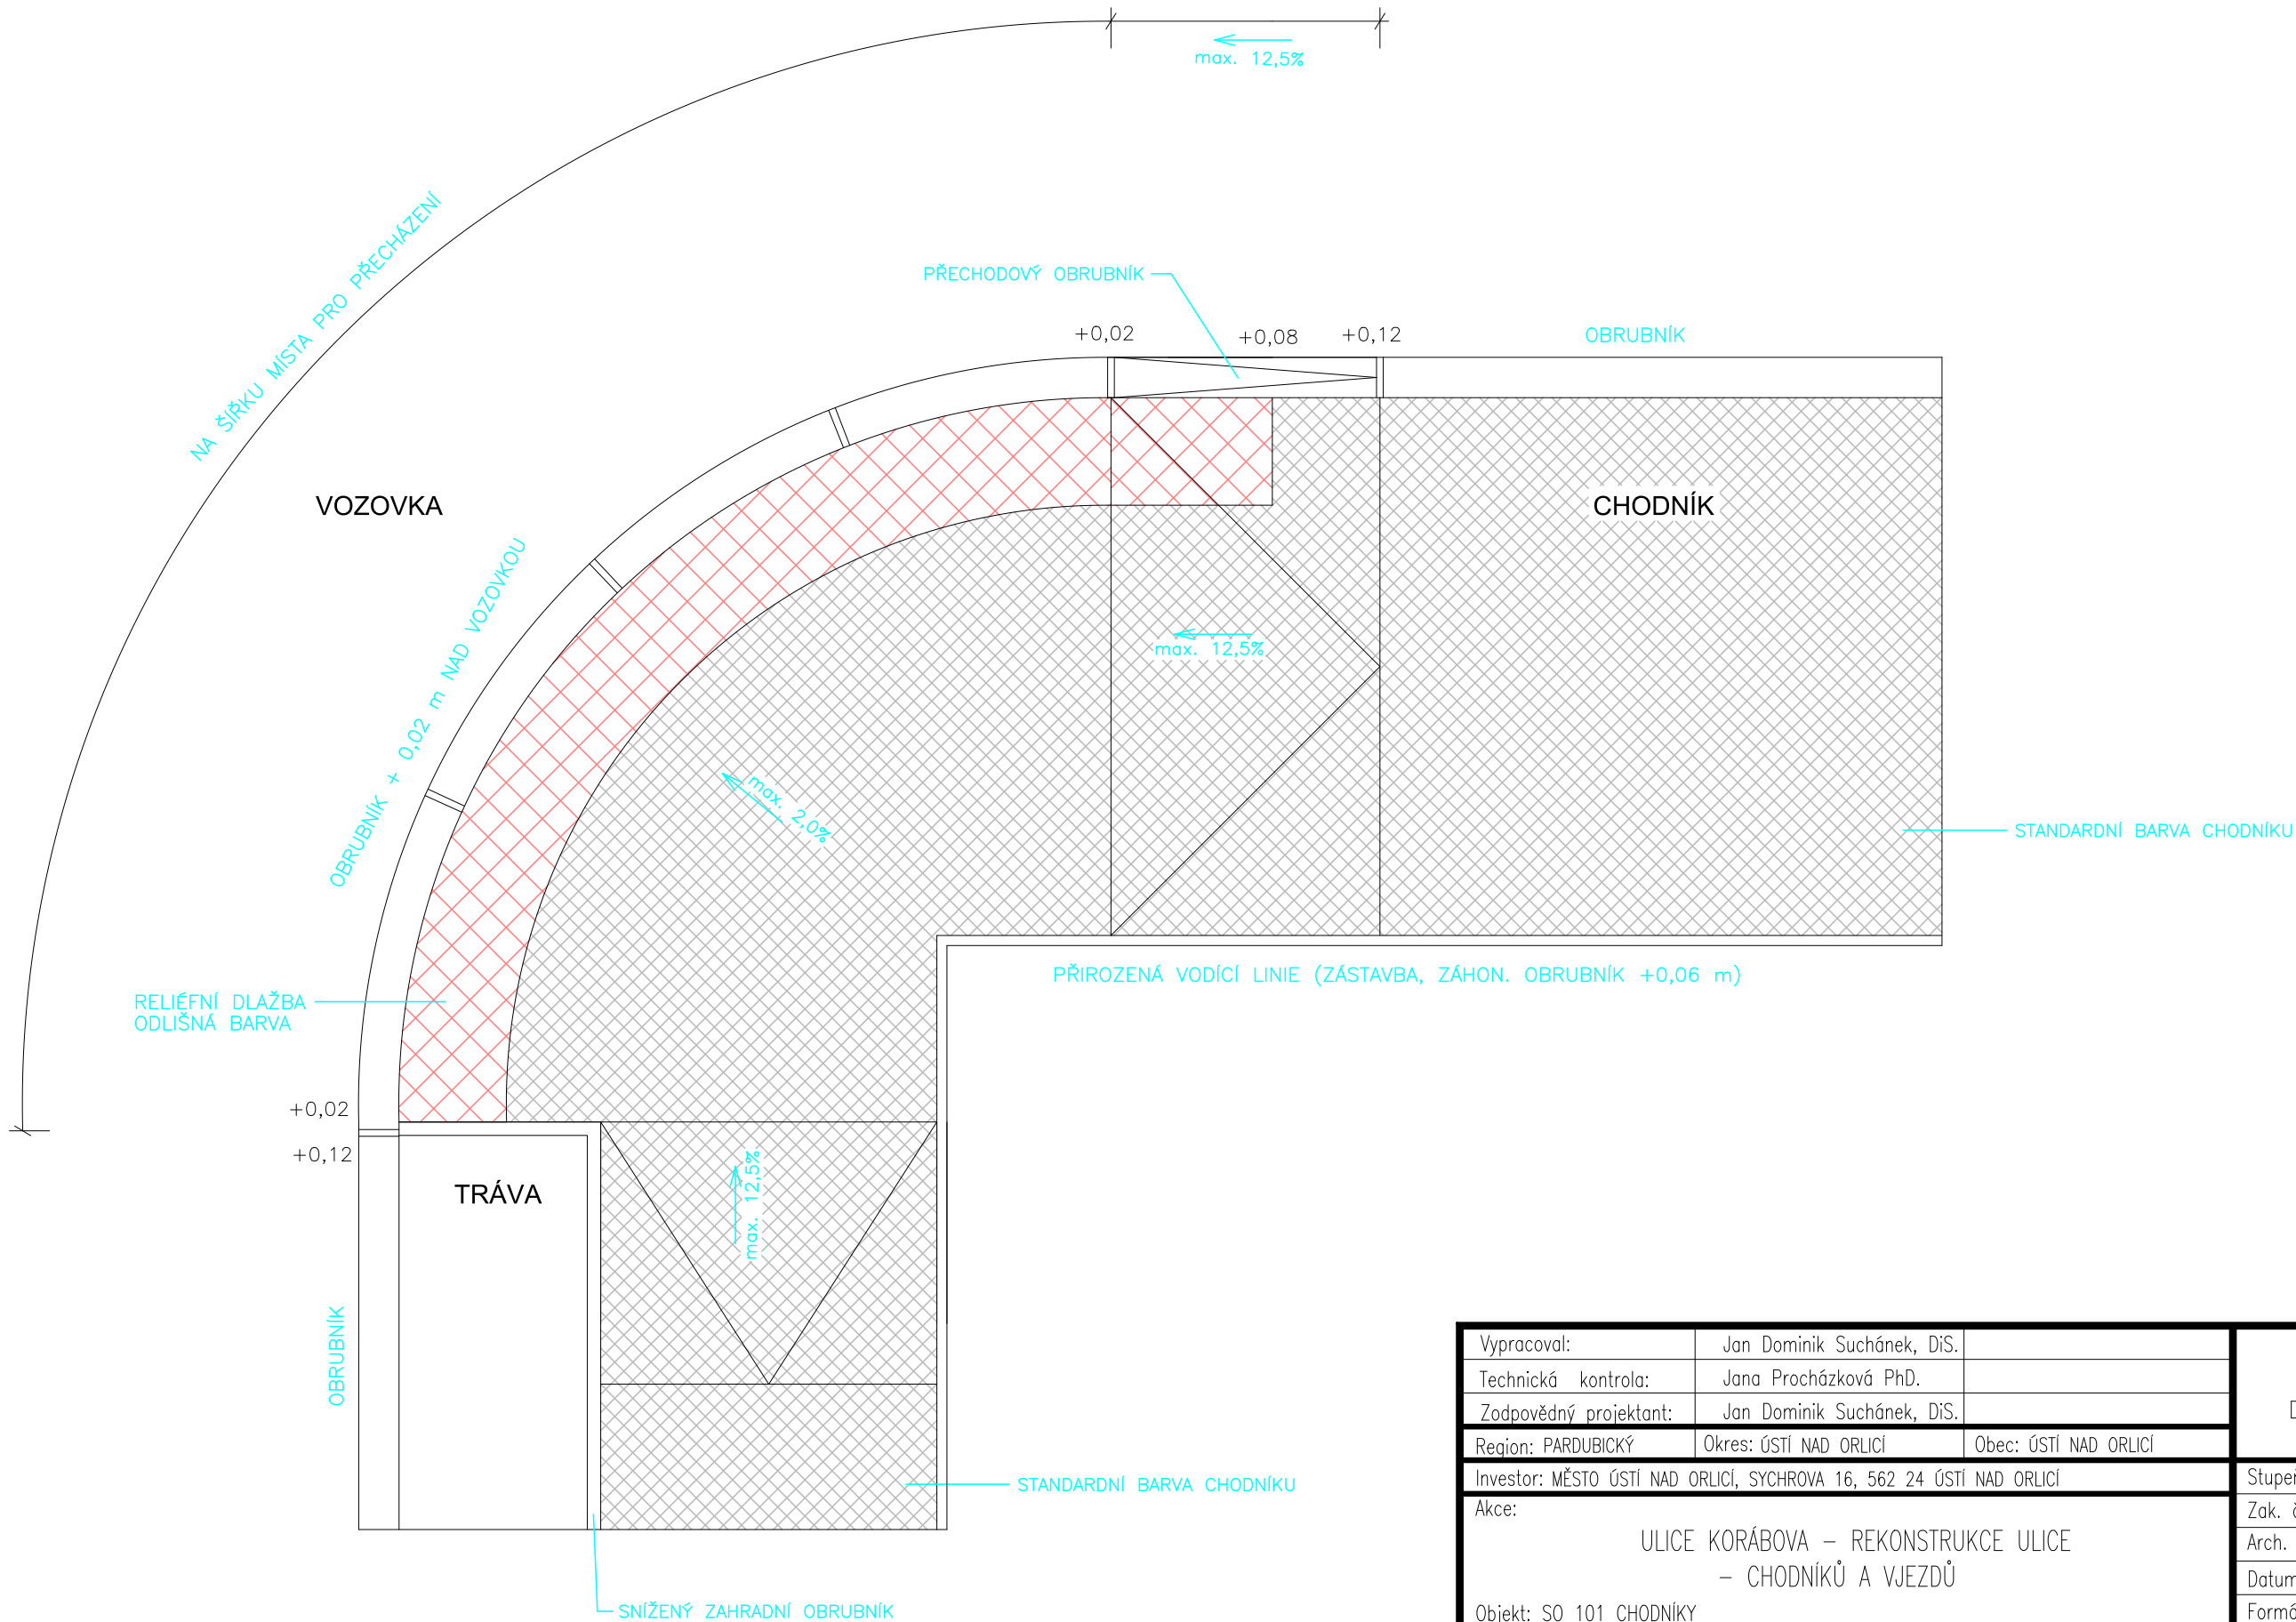 max. 12,5%
NA ŠÍŘKU MÍSTA PRO PŘECHÁZENÍ
PŘECHODOVÝ OBRUBNÍK
+0,02
+0,08
+0,12
OBRUBNÍK
VOZOVKA
CHODNÍK
OBRUBNÍK + 0,02 m NAD VOZOVKOU
max. 12,5%
max. 2,0%
STANDARDNÍ BARVA CHODNÍKU
PŘIROZENÁ VODÍCÍ LINIE (ZÁSTAVBA, ZÁHON. OBRUBNÍK +0,06 m)
RELIÉFNÍ DLAŽBA
ODLIŠNÁ BARVA
+0,02
+0,12
TRÁVA
max. 12,5%
OBRUBNÍK
STANDARDNÍ BARVA CHODNÍKU
SNÍŽENÝ ZAHRADNÍ OBRUBNÍK
Vypracoval: Jan Dominik Suchánek, DiS.
Technická kontrola: Jana Procházková PhD.
Zodpovědný projektant: Jan Dominik Suchánek, DiS.
Region: PARDUBICKÝ Okres: ÚSTÍ NAD ORLICÍ Obec: ÚSTÍ NAD ORLICÍ
Investor: MĚSTO ÚSTÍ NAD ORLICÍ, SYCHROVA 16, 562 24 ÚSTÍ NAD ORLICÍ
Akce:
ULICE KORÁBOVA – REKONSTRUKCE ULICE
– CHODNÍKŮ A VJEZDŮ
Objekt: SO 101 CHODNÍKY
Zak.
Arch.
Datum